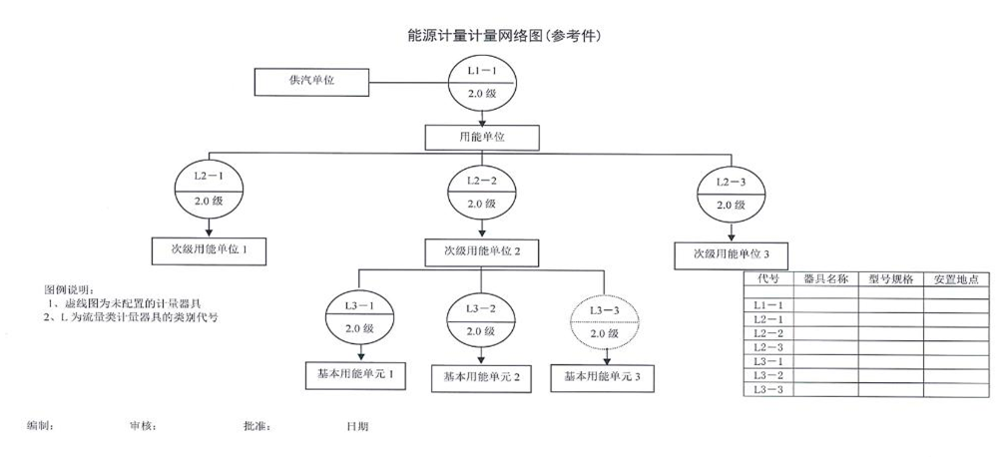 能源计量计量网络图(参考件)
供汽单位
L1－1
2.0 级
用能单位
L2－1
2.0 级
L2－2
2.0 级
L2－3
2.0 级
次级用能单位 1
次级用能单位 2
次级用能单位 3
图例说明：
1、虚线图为未配置的计量器具
2、L 为流量类计量器具的类别代号
L3－1
2.0 级
L3－2
2.0 级
L3－3
2.0 级
基本用能单元 1
基本用能单元 2
基本用能单元 3
代号 器具名称 型号规格 安置地点
L1－1
L2－1
L2－2
L2－3
L3－1
L3－2
L3－3
编制： 审核： 批准： 日期